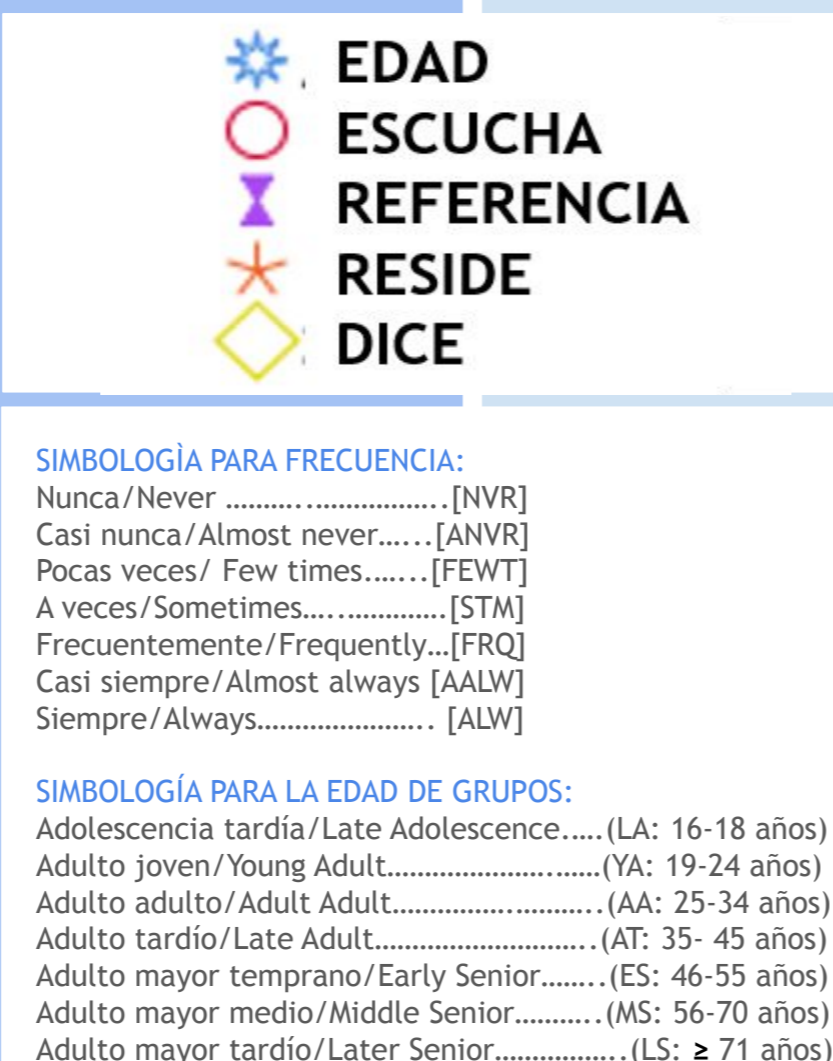 EDAD
ESCUCHA
REFERENCIA
RESIDE
DICE
SIMBOLOGÌA PARA FRECUENCIA:
Nunca/Never ………..……………..[NVR]
Casi nunca/Almost never…...[ANVR]
Pocas veces/ Few times.…...[FEWT]
A veces/Sometimes…..………….[STM]
Frecuentemente/Frequently…[FRQ]
Casi siempre/Almost always [AALW]
Siempre/Always………………….. [ALW]
SIMBOLOGÍA PARA LA EDAD DE GRUPOS:
Adolescencia tardía/Late Adolescence.….(LA: 16-18 años)
Adulto joven/Young Adult………………….……(YA: 19-24 años)
Adulto adulto/Adult Adult…………….………..(AA: 25-34 años)
Adulto tardío/Late Adult………………………..(AT: 35- 45 años)
Adulto mayor temprano/Early Senior……..(ES: 46-55 años)
Adulto mayor medio/Middle Senior………..(MS: 56-70 años)
Adulto mayor tardío/Later Senior……………..(LS: ≥ 71 años)